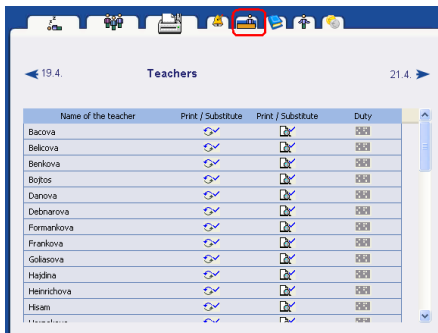 19.4. Teachers 21.4.
Name of the teacher Print / Substitute Print / Substitute Duty
Bacova
Belicova
Benkova
Bojtos
Danova
Debnarova
Formankova
Frankova
Goliasova
Hajdina
Heinrichova
Hisam